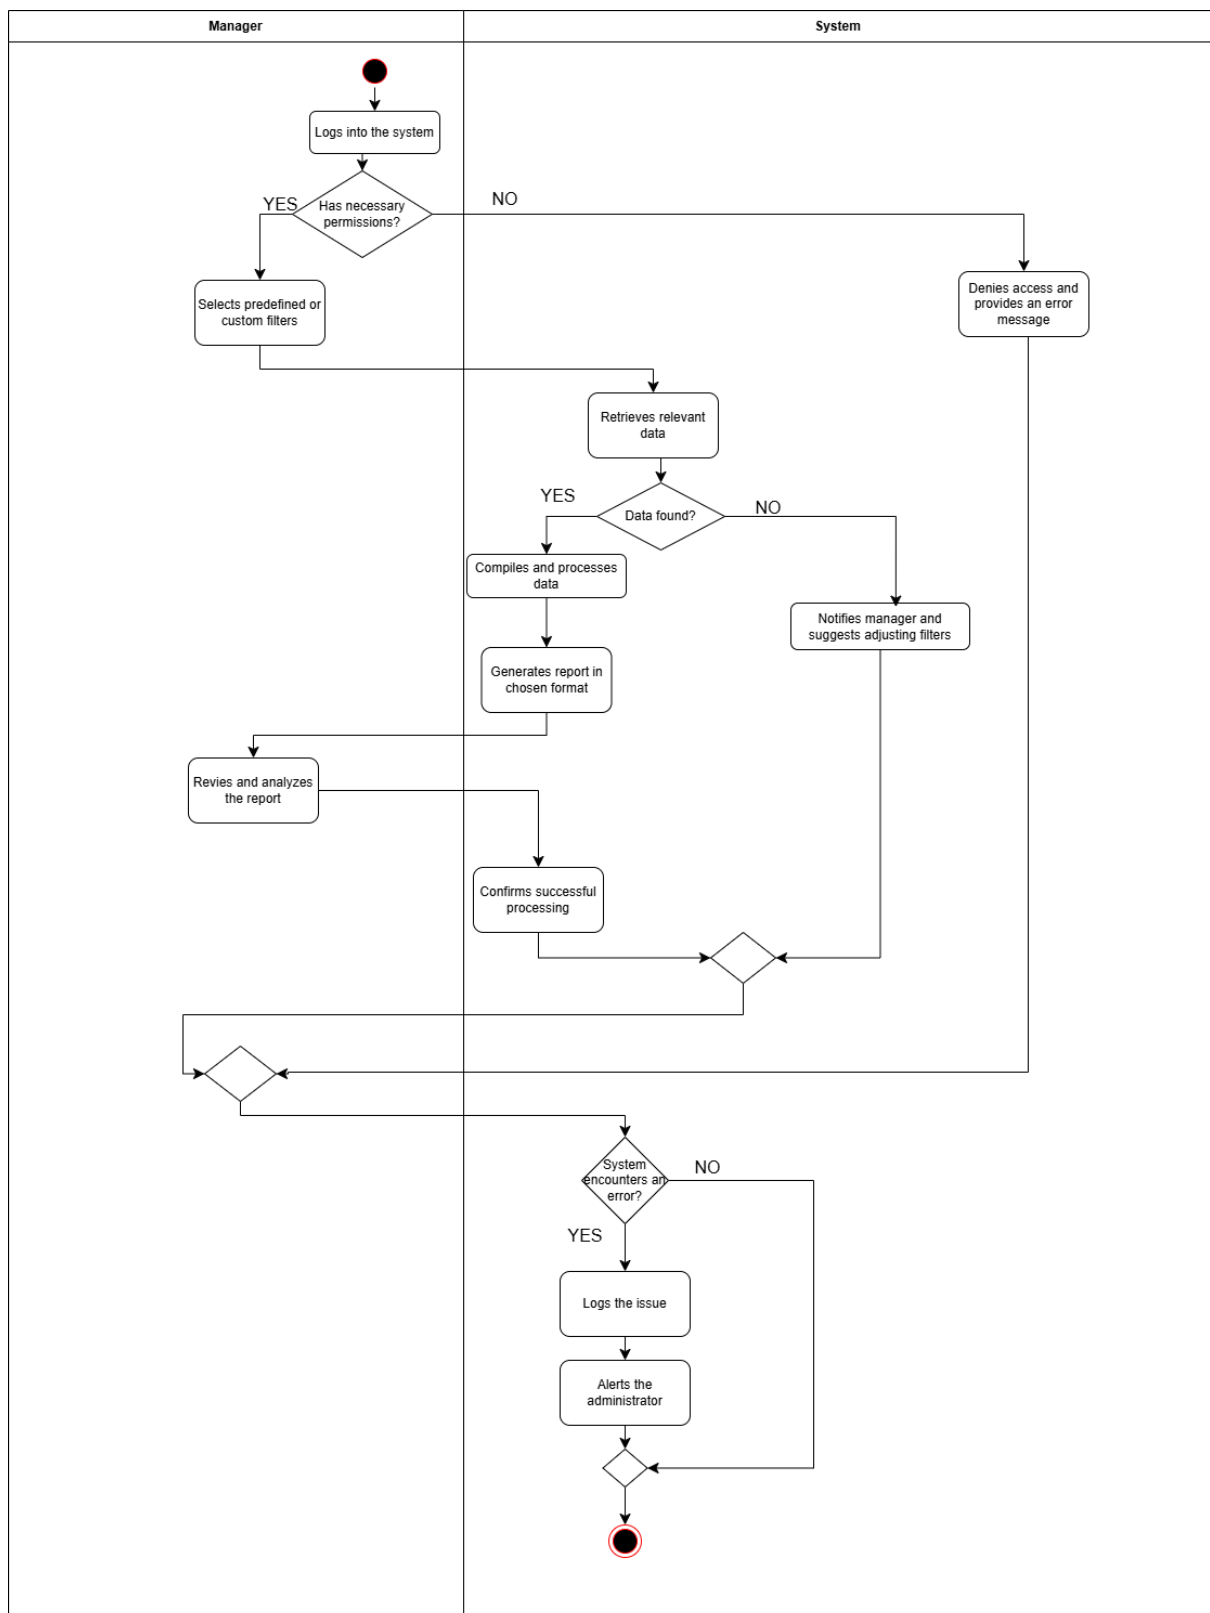 Manager
System
Logs into the system
Has necessary
permissions?
YES
NO
Selects predefined or
custom filters
Denies access and
provides an error
message
Retrieves relevant
data
Data found?
YES
NO
Compiles and processes
data
Notifies manager and
suggests adjusting filters
Generates report in
chosen format
Revies and analyzes
the report
Confirms successful
processing
System
encounters an
error?
NO
YES
Logs the issue
Alerts the
administrator